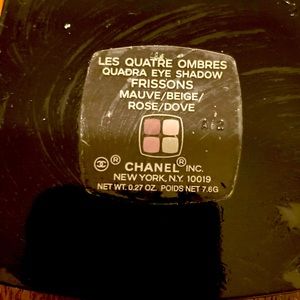 LES QUATRE OMBRES
QUADRA EYE SHADOW
FRISSONS
MAUVE/BEIGE/
ROSE/DOVE
® CHANEL® INC.
NEW YORK, N.Y. 10019
NET WT. 0.27 OZ. POIDS NET 7.6G